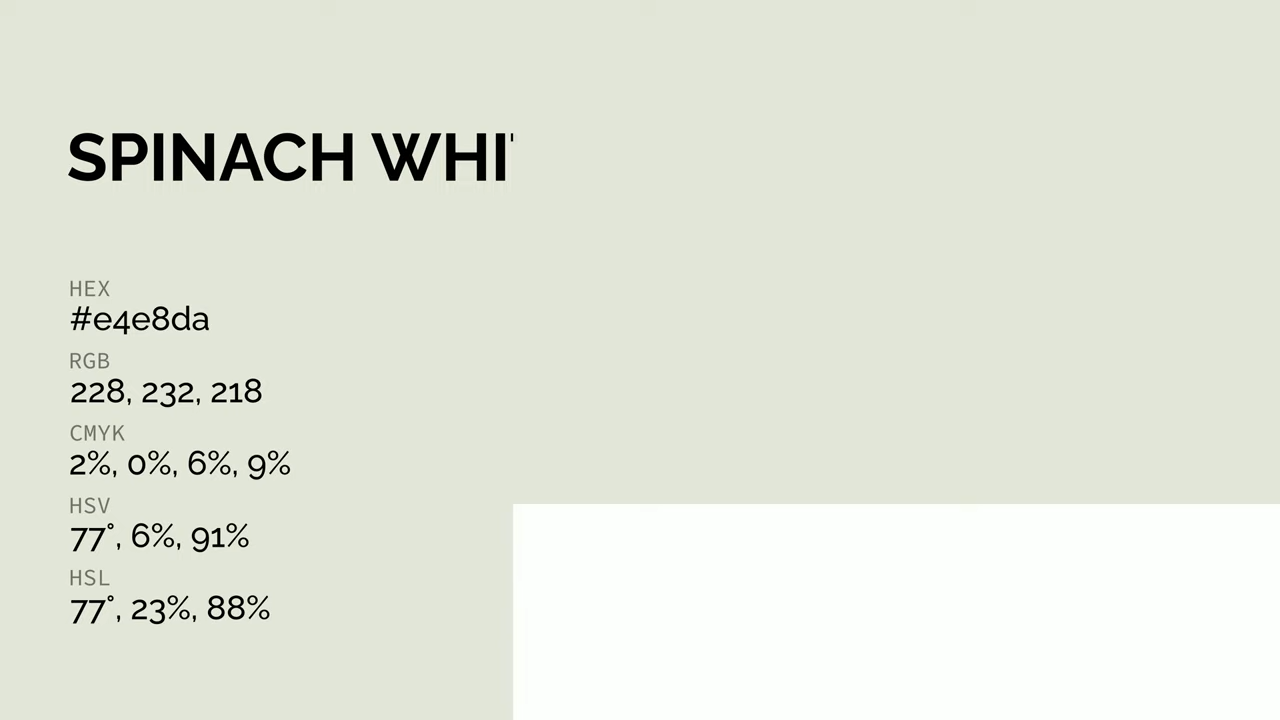 SPINACH WHI
HEX
#e4e8da
RGB
228, 232, 218
CMYK
2%, 0%, 6%, 9%
HSV
77°, 6%, 91%
HSL
77°, 23%, 88%